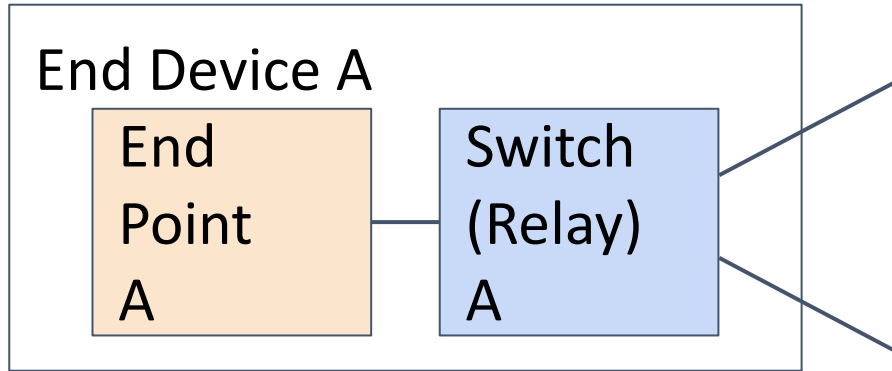 End Device A
End
Point
A
Switch
(Relay)
A